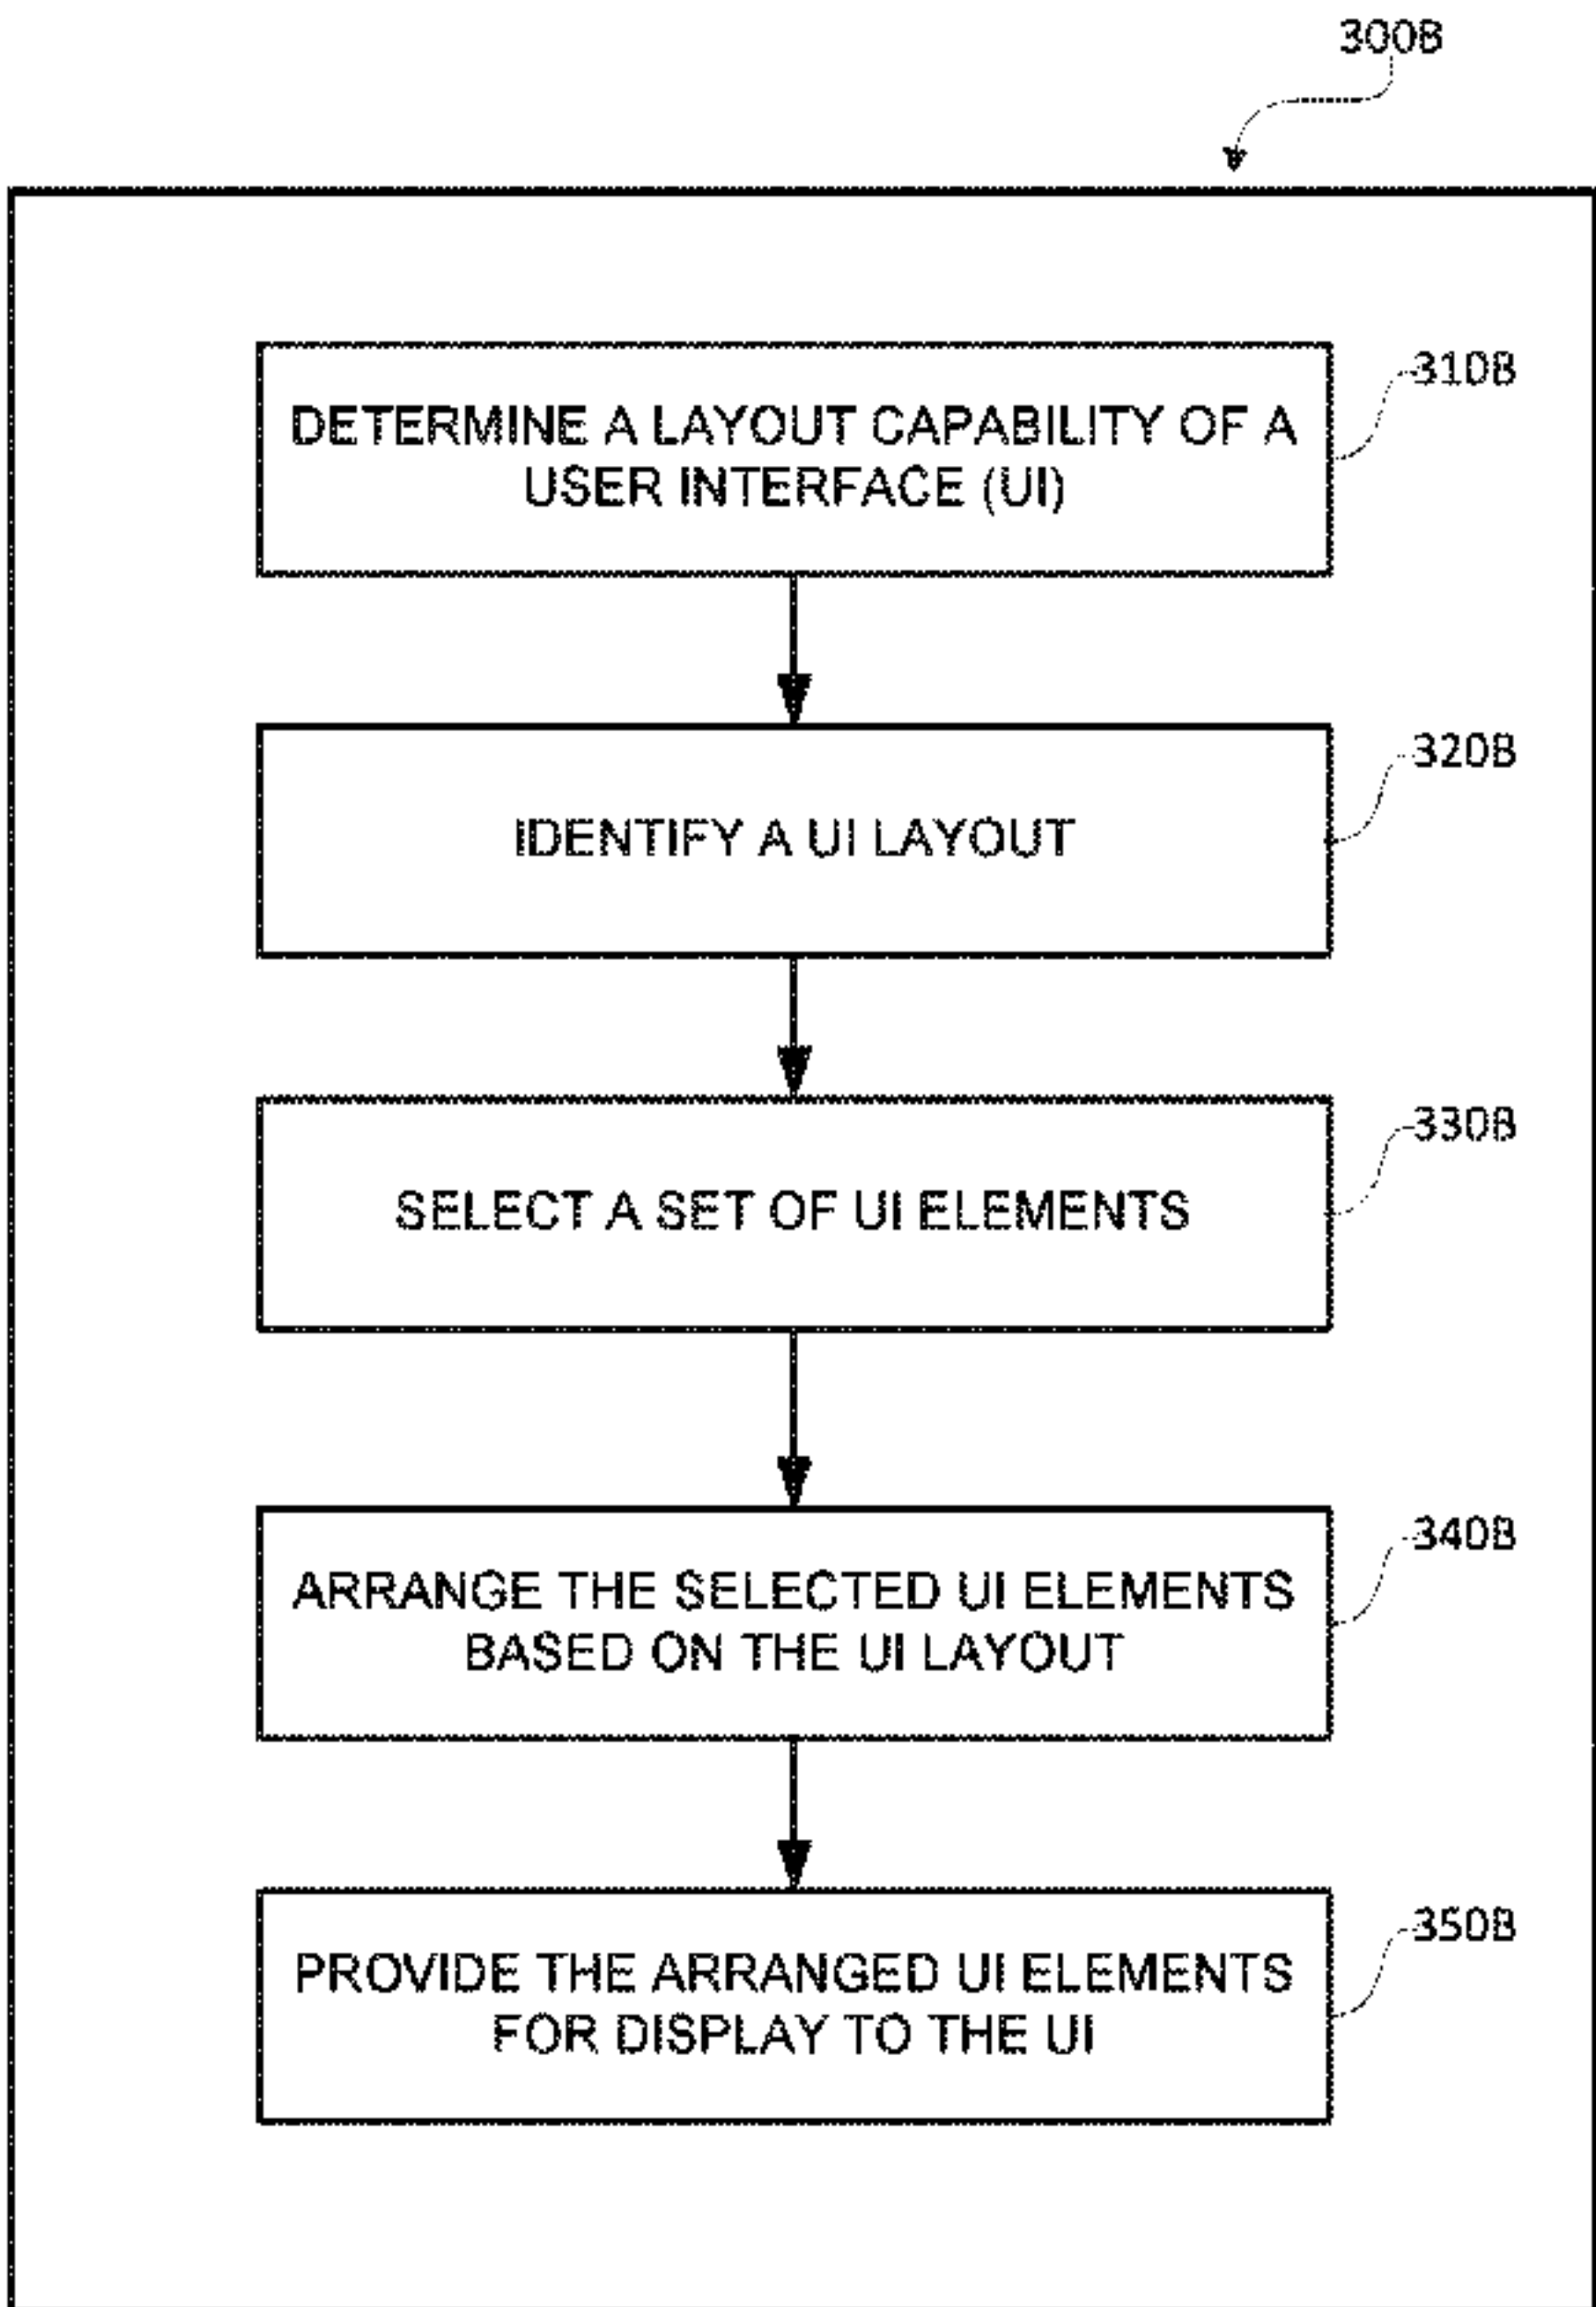 300B
310B
DETERMINE A LAYOUT CAPABILITY OF A
USER INTERFACE (UI)
320B
IDENTIFY A UI LAYOUT
330B
SELECT A SET OF UI ELEMENTS
340B
ARRANGE THE SELECTED UI ELEMENTS
BASED ON THE UI LAYOUT
350B
PROVIDE THE ARRANGED UI ELEMENTS
FOR DISPLAY TO THE UI